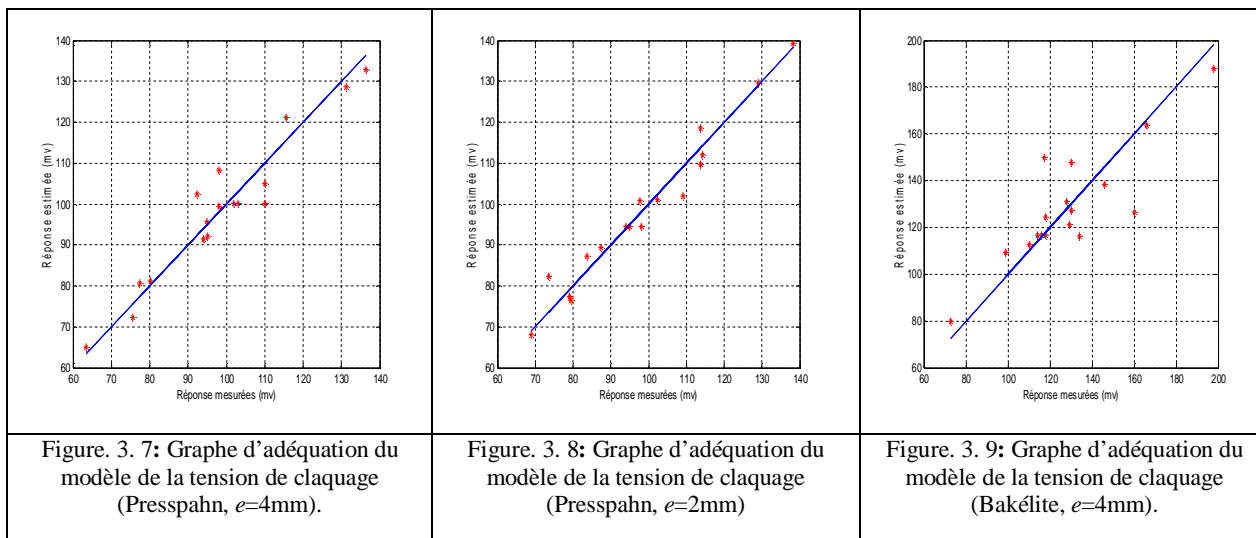 140
130
120
110
100
90
80
70
60
60 70 80 90 100 110 120 130 140
Réponse estimée (mv)
Réponse mesurées (mv)
140
130
120
110
100
90
80
70
60
60 70 80 90 100 110 120 130 140
Réponse estimée (mv)
Réponse mesurées (mv)
200
180
160
140
120
100
80
60
60 80 100 120 140 160 180 200
Réponse estimée (mv)
Réponse mesurées (mv)
Figure. 3. 7: Graphe d’adéquation du
modèle de la tension de claquage
(Presspahn, e=4mm).
Figure. 3. 8: Graphe d’adéquation du
modèle de la tension de claquage
(Presspahn, e=2mm)
Figure. 3. 9: Graphe d’adéquation du
modèle de la tension de claquage
(Bakélite, e=4mm).